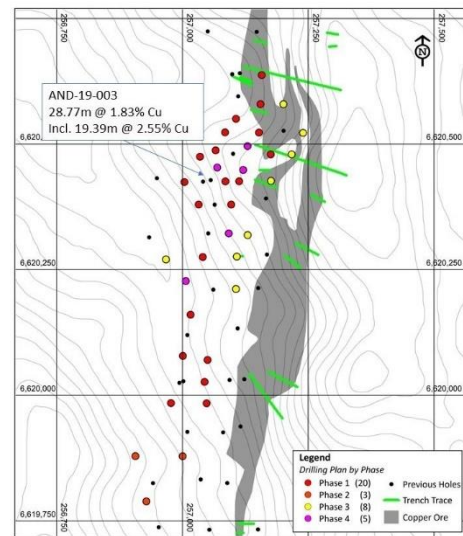 256,750
257,000
257,250
257,500
N
AND-19-003
28.77m @ 1.83% Cu
Incl. 19.39m @ 2.55% Cu
6,620,
6,620,500
6,620,250
6,620,250
6,620,000
6,620,000
6,619,750
256,750
257,000
Legend
Drilling Plan by Phase
Phase 1 (20)
Phase 2 (3)
Phase 3 (8)
Phase 4 (5)
Previous Holes
Trench Trace
Copper Ore